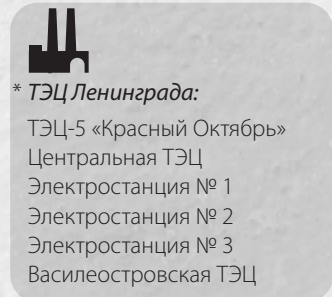 * ТЭЦ Ленинграда:
ТЭЦ-5 «Красный Октябрь»
Центральная ТЭЦ
Электростанция № 1
Электростанция № 2
Электростанция № 3
Василеостровская ТЭЦ